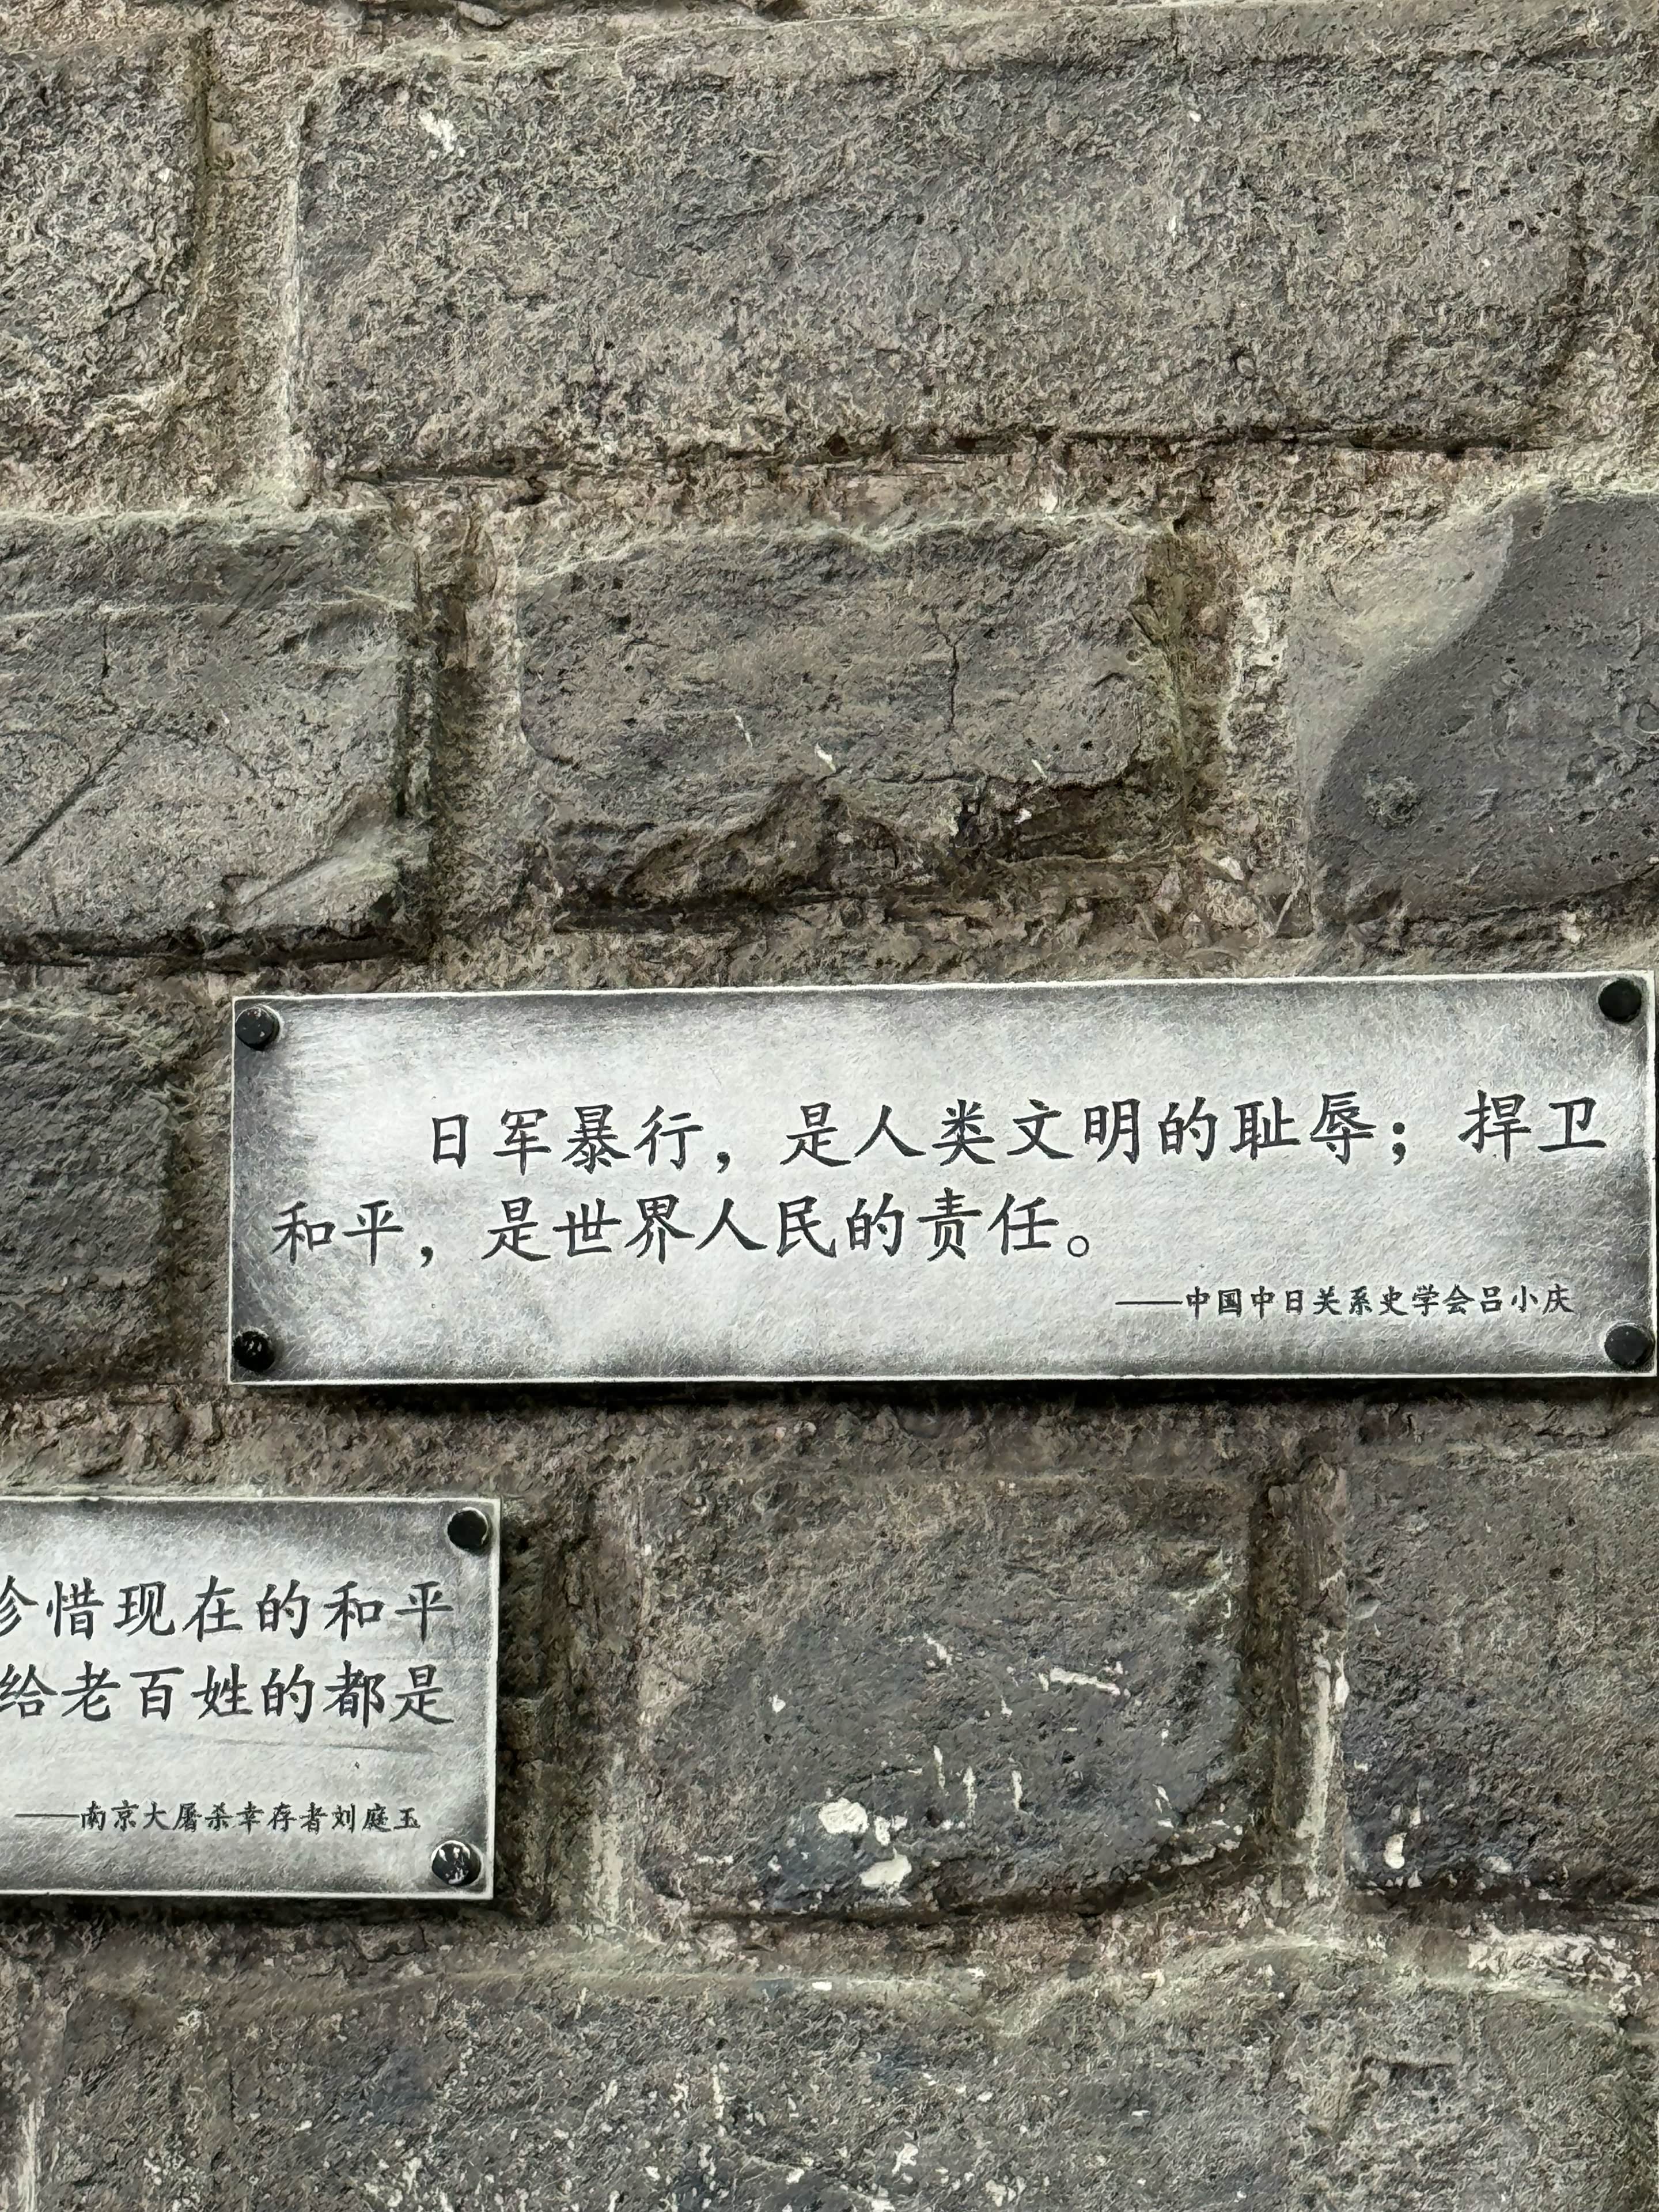 日军暴行，是人类文明的耻辱；捍卫
和平，是世界人民的责任。
——中国中日关系史学会吕小庆
珍惜现在的和平
给老百姓的都是
——南京大屠杀幸存者刘庭玉